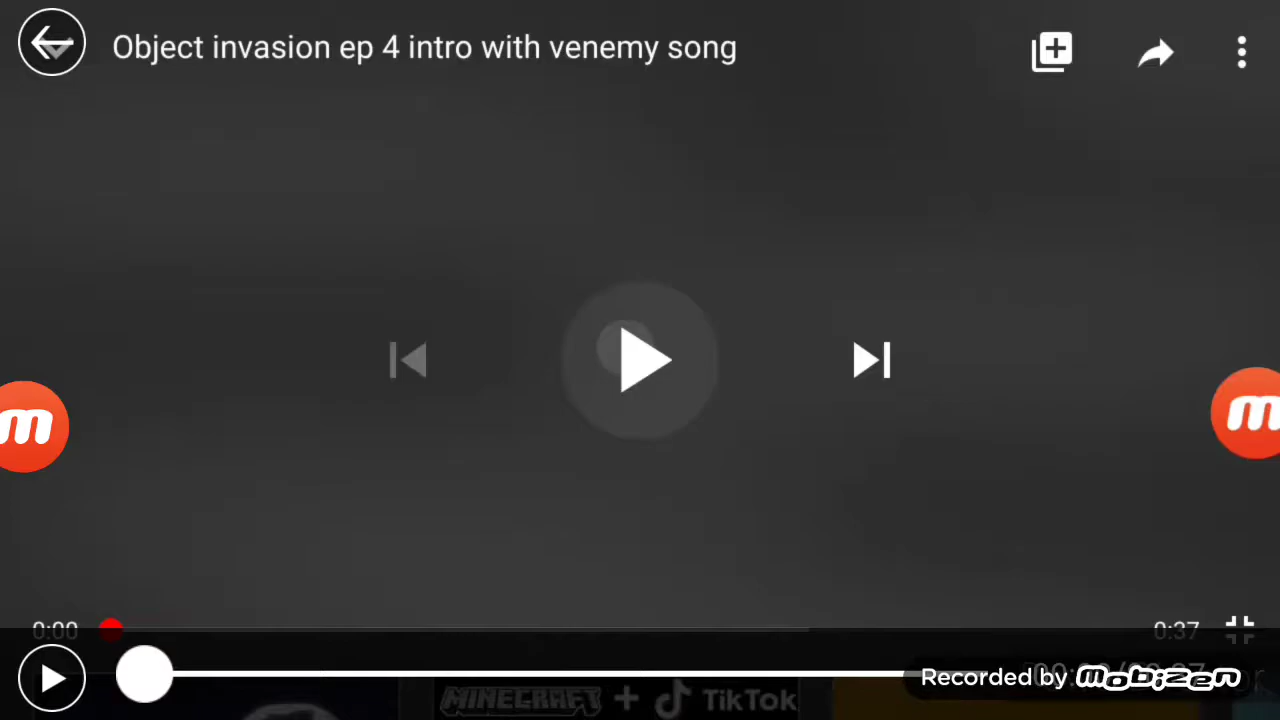 Object invasion ep 4 intro with venemy song
m
m
0:00
0:37
Recorded by mobizen
MINECRAFT + TikTok